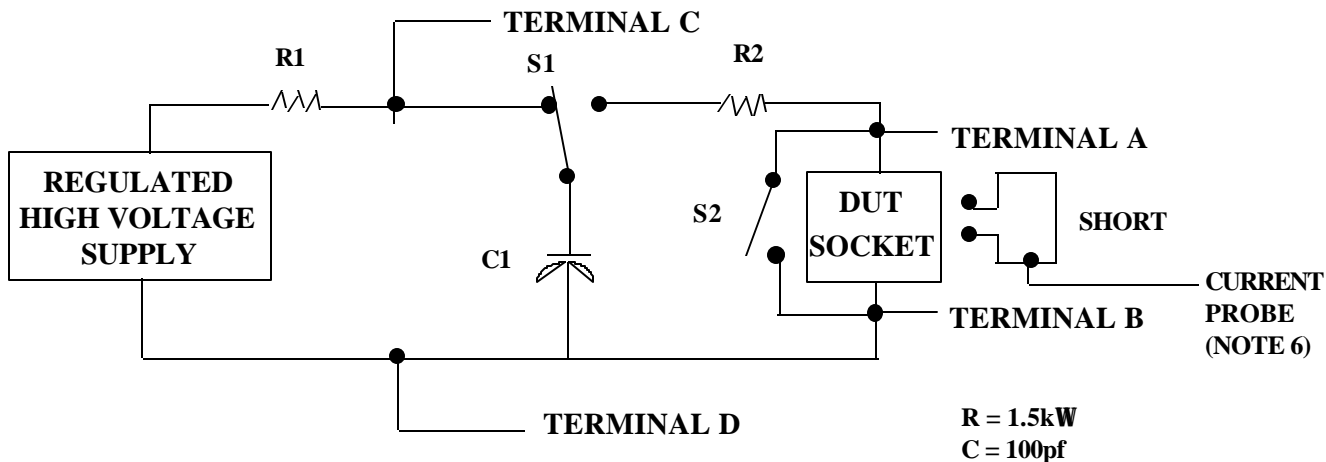 TERMINAL C
R1
S1
R2
TERMINAL A
REGULATED
HIGH VOLTAGE
SUPPLY
S2
DUT
SOCKET
SHORT
C1
CURRENT
PROBE
(NOTE 6)
TERMINAL B
TERMINAL D
R = 1.5kW
C = 100pf